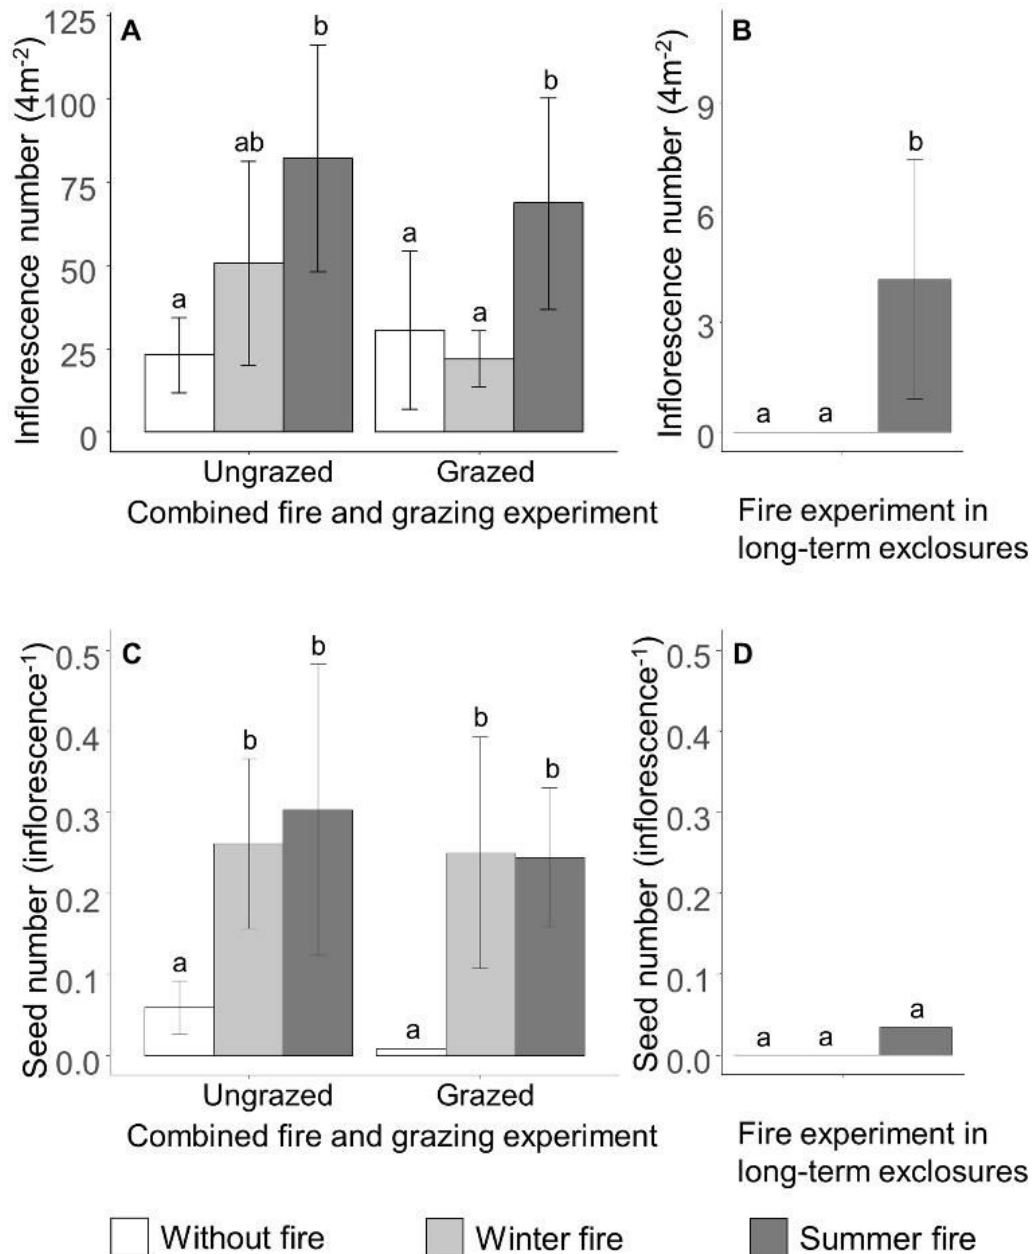 A
Inflorescence number (4m⁻²)
125
100
75
50
25
0
a
ab
b
a
a
b
Ungrazed Grazed
Combined fire and grazing experiment
B
Inflorescence number (4m⁻²)
9
6
3
0
a
a
b
Fire experiment in
long-term exclosures
C
Seed number (inflorescence⁻¹)
0.5
0.4
0.3
0.2
0.1
0.0
a
b
b
a
b
b
Ungrazed Grazed
Combined fire and grazing experiment
D
Seed number (inflorescence⁻¹)
0.5
0.4
0.3
0.2
0.1
0.0
a
a
a
Fire experiment in
long-term exclosures
Without fire Winter fire Summer fire